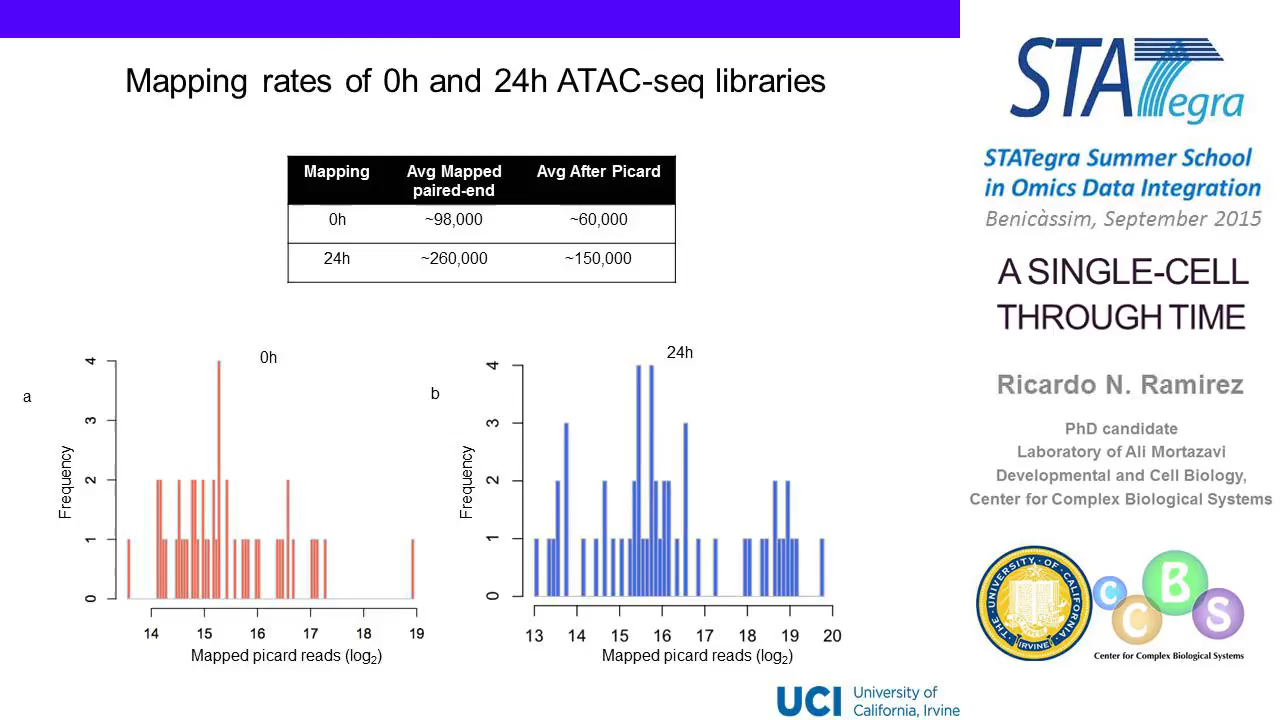 Mapping rates of 0h and 24h ATAC-seq libraries
Mapping Avg Mapped paired-end Avg After Picard
0h ~98,000 ~60,000
24h ~260,000 ~150,000
a
0h
Frequency
0 1 2 3 4
14 15 16 17 18 19
Mapped picard reads (log2)
b
24h
Frequency
0 1 2 3 4
13 14 15 16 17 18 19 20
Mapped picard reads (log2)
UCI University of
California, Irvine
STATegra
STATegra Summer School
in Omics Data Integration
Benicàssim, September 2015
A SINGLE-CELL
THROUGH TIME
Ricardo N. Ramirez
PhD candidate
Laboratory of Ali Mortazavi
Developmental and Cell Biology,
Center for Complex Biological Systems
THE UNIVERSITY OF CALIFORNIA
IRVINE
C C B S
Center for Complex Biological Systems